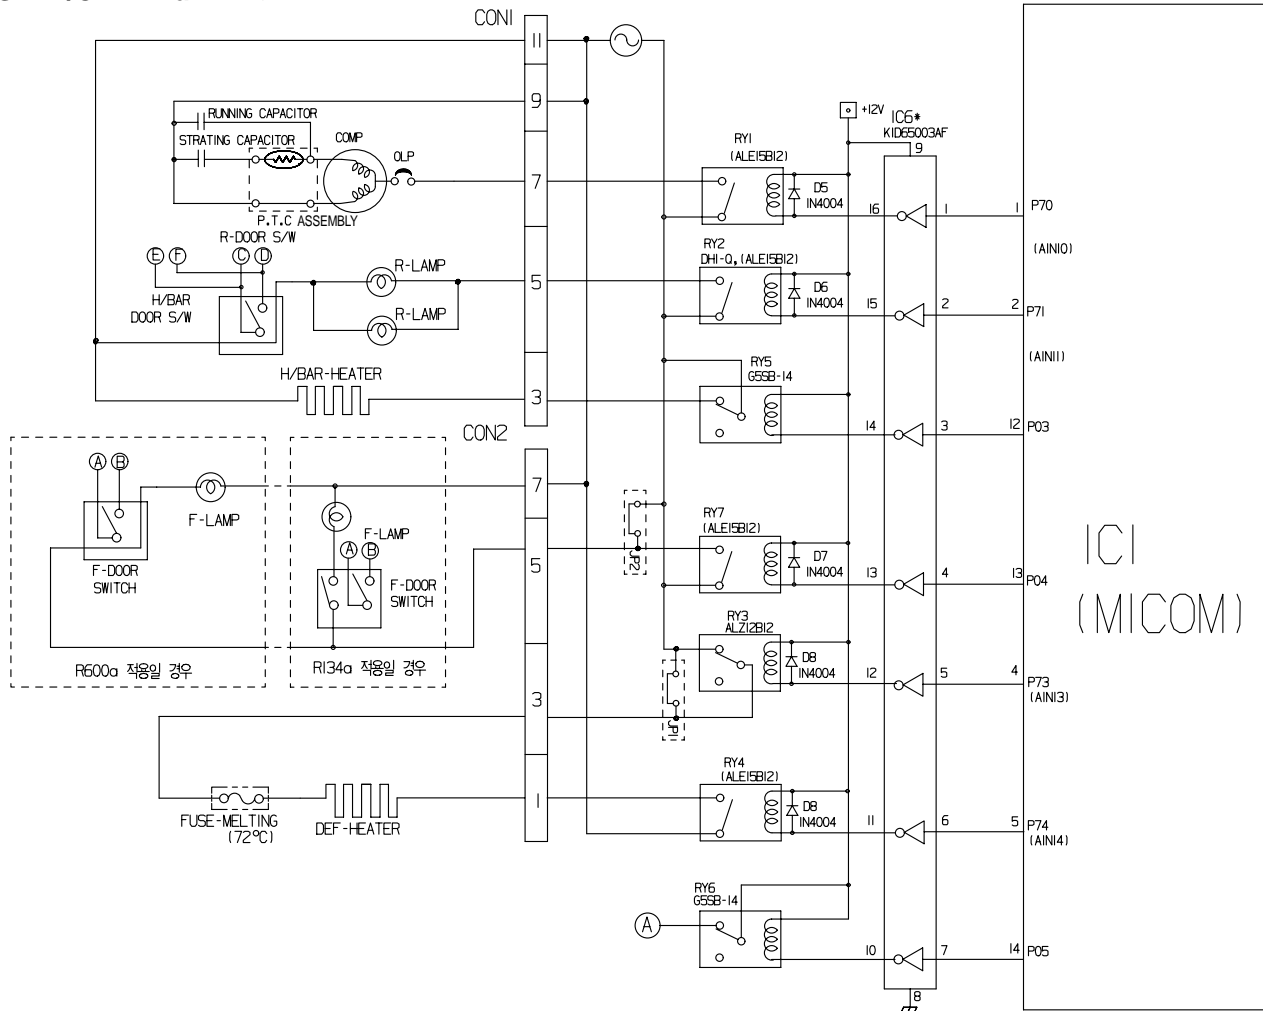 CON1
11
9
RUNNING CAPACITOR
STRATING CAPACITOR
COMP
OLP
7
P.T.C ASSEMBLY
R-DOOR S/W
E F C D
H/BAR
DOOR S/W
R-LAMP
R-LAMP
5
H/BAR-HEATER
3
CON2
A B
F-LAMP
F-DOOR
SWITCH
R600a 적용일 경우
F-LAMP
A B
F-DOOR
SWITCH
R134a 적용일 경우
7
5
3
1
FUSE-MELTING
(72°C)
DEF-HEATER
JP2
JP1
RY1
(ALE15B12)
D5
IN4004
RY2
DH1-Q,(ALE15B12)
D6
IN4004
RY5
G5SB-14
RY7
(ALE15B12)
D7
IN4004
RY3
ALZ12B12
D8
IN4004
RY4
(ALE15B12)
D8
IN4004
RY6
G5SB-14
A
+12V
IC6*
KID65003AF
9
16 1 1 P70
(AIN10)
15 2 2 P71
(AIN11)
14 3 12 P03
13 4 13 P04
12 5 4 P73
(AIN13)
11 6 5 P74
(AIN14)
10 7 14 P05
8
IC1
(MICOM)